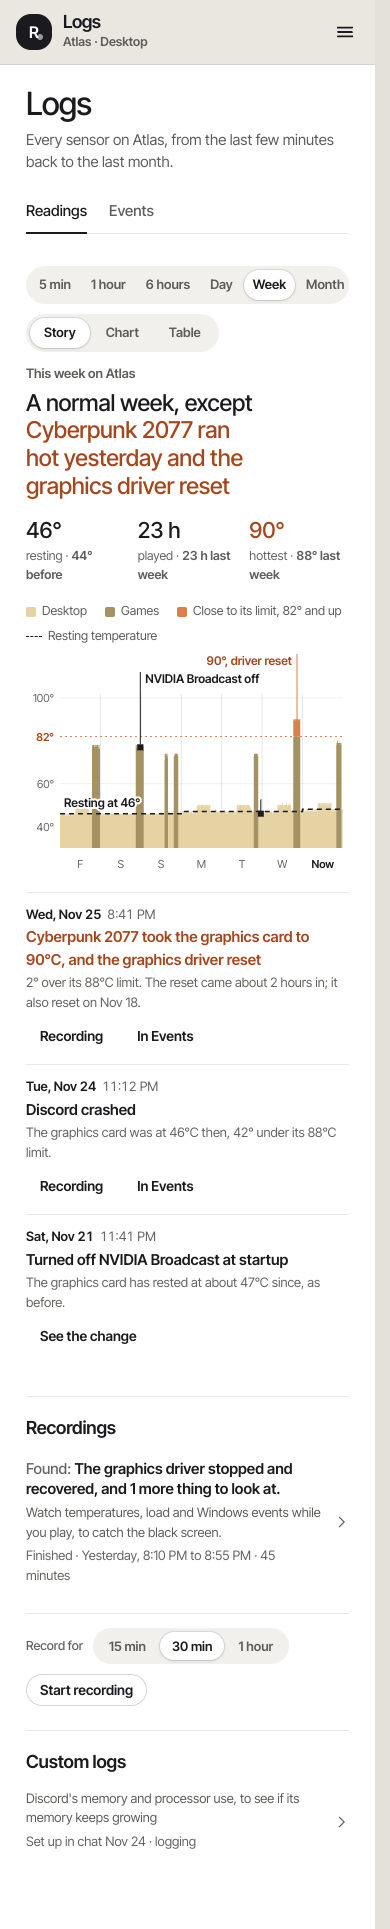 R
Logs
Atlas · Desktop
Logs
Every sensor on Atlas, from the last few minutes
back to the last month.
Readings Events
5 min 1 hour 6 hours Day Week Month
Story Chart Table
This week on Atlas
A normal week, except
Cyberpunk 2077 ran
hot yesterday and the
graphics driver reset
46° 23 h 90°
resting · 44° before
played · 23 h last week
hottest · 88° last week
Desktop Games Close to its limit, 82° and up
Resting temperature
90°, driver reset
NVIDIA Broadcast off
100°
82°
60°
Resting at 46°
40°
F S S M T W Now
Wed, Nov 25 8:41 PM
Cyberpunk 2077 took the graphics card to
90°C, and the graphics driver reset
2° over its 88°C limit. The reset came about 2 hours in; it
also reset on Nov 18.
Recording In Events
Tue, Nov 24 11:12 PM
Discord crashed
The graphics card was at 46°C then, 42° under its 88°C
limit.
Recording In Events
Sat, Nov 21 11:41 PM
Turned off NVIDIA Broadcast at startup
The graphics card has rested at about 47°C since, as
before.
See the change
Recordings
Found: The graphics driver stopped and
recovered, and 1 more thing to look at.
Watch temperatures, load and Windows events while
you play, to catch the black screen.
Finished · Yesterday, 8:10 PM to 8:55 PM · 45
minutes
Record for 15 min 30 min 1 hour
Start recording
Custom logs
Discord's memory and processor use, to see if its
memory keeps growing
Set up in chat Nov 24 · logging